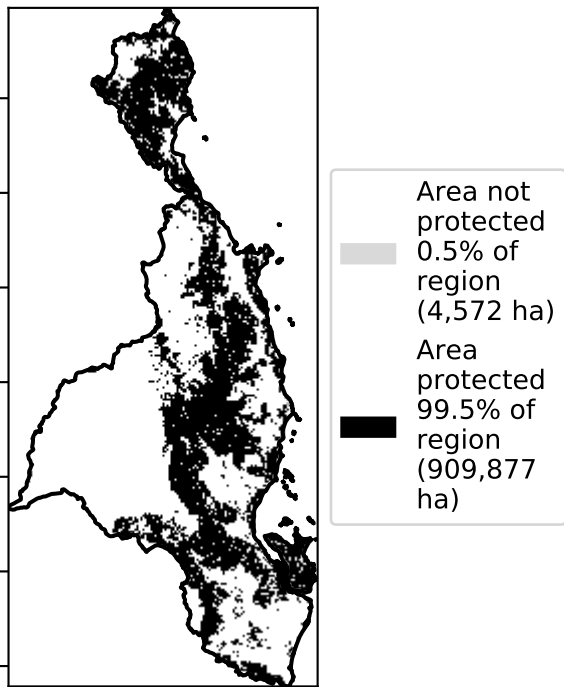 Area not
protected
0.5% of
region
(4,572 ha)
Area
protected
99.5% of
region
(909,877
ha)